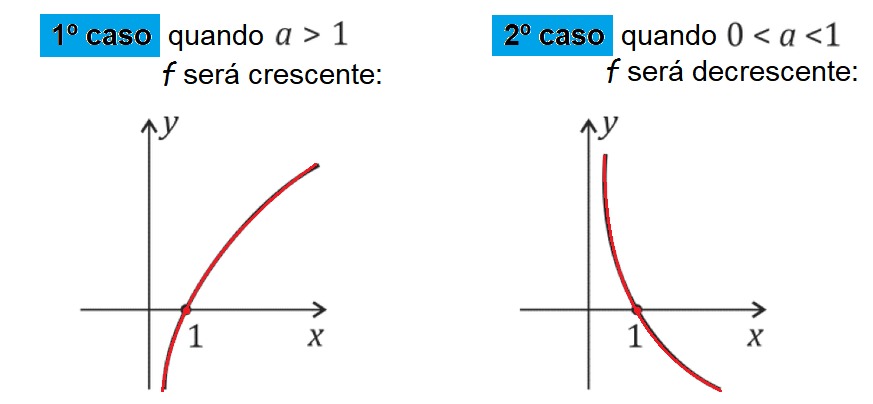 1º caso quando a > 1
f será crescente:
y
1
x
2º caso quando 0 < a <1
f será decrescente:
y
1
x